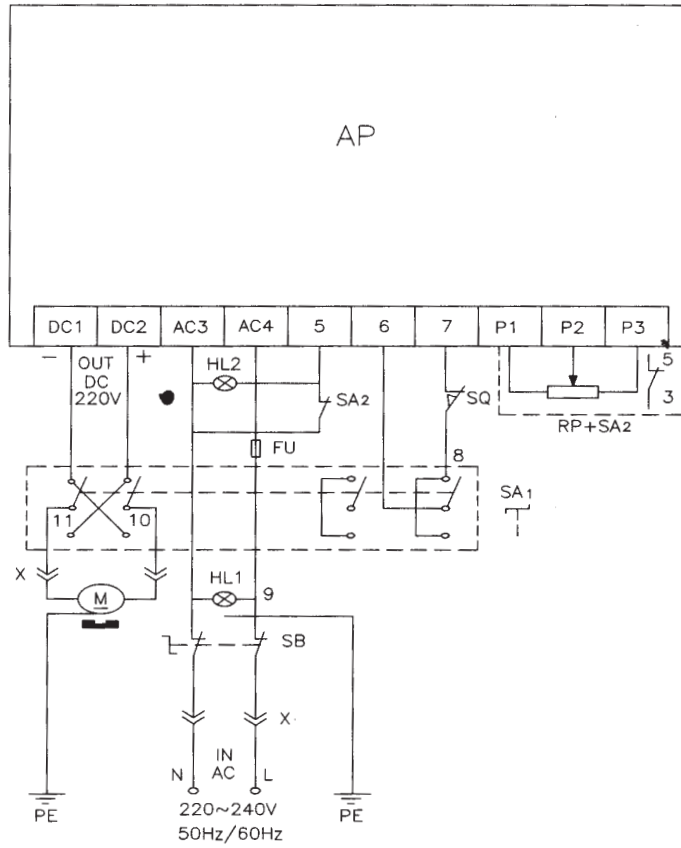 AP
DC1 DC2 AC3 AC4 5 6 7 P1 P2 P3
− OUT +
DC
220V
HL2
SA2
SQ
5
3
RP+SA2
FU
8
SA1
11 10
X
M
HL1
9
SB
X
IN
AC
N L
PE
PE
220~240V
50Hz/60Hz